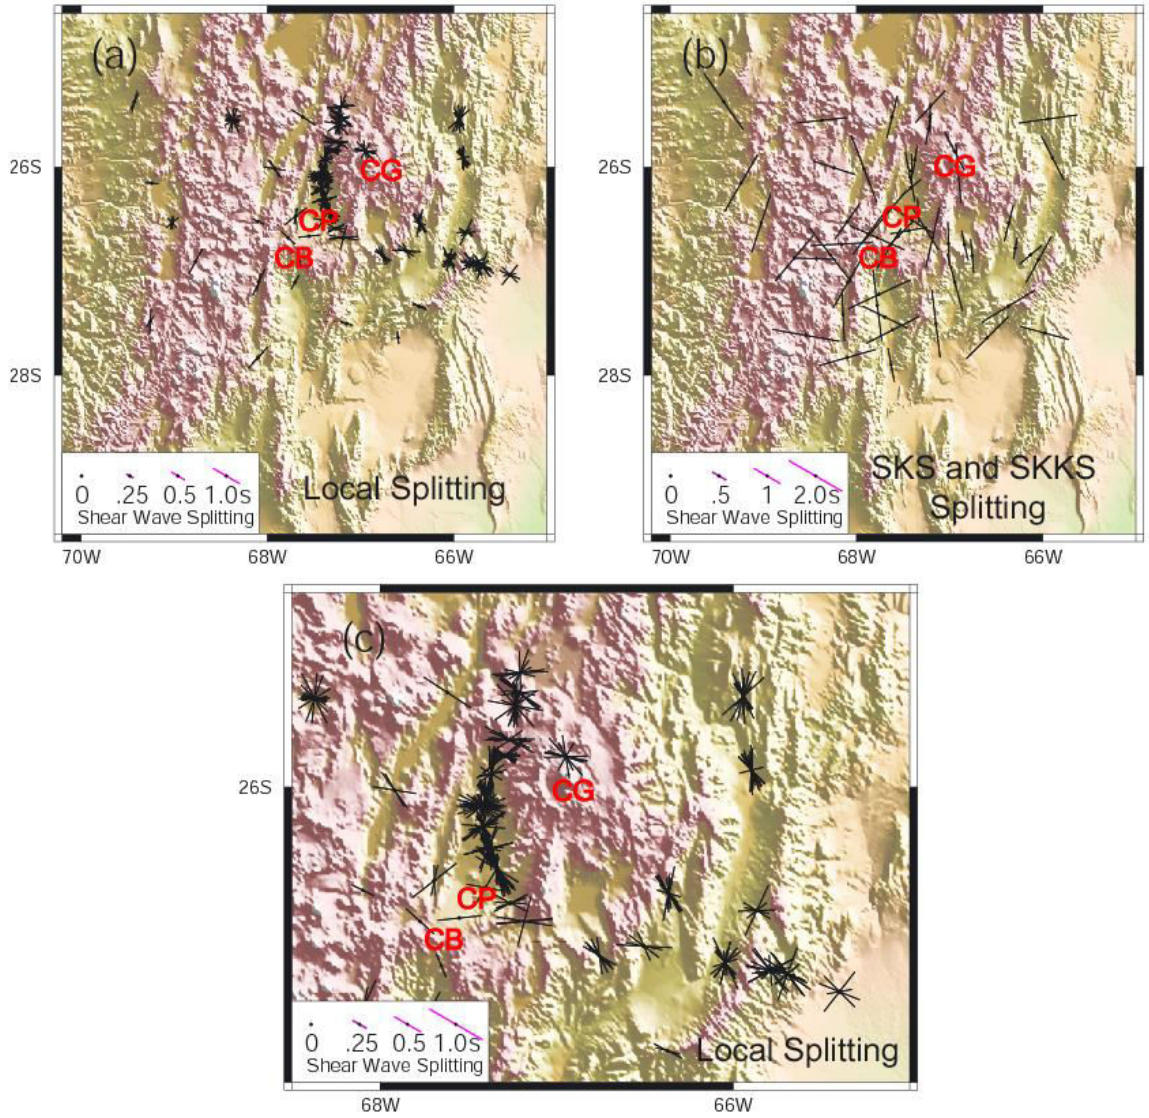 (a)
CG
CP
CB
26S
28S
0 .25 0.5 1.0s
Shear Wave Splitting
Local Splitting
70W 68W 66W
(b)
CG
CP
CB
26S
28S
0 .5 1 2.0s
Shear Wave Splitting
SKS and SKKS
Splitting
70W 68W 66W
(c)
26S
CG
CP
CB
0 .25 0.5 1.0s
Shear Wave Splitting
Local Splitting
68W 66W